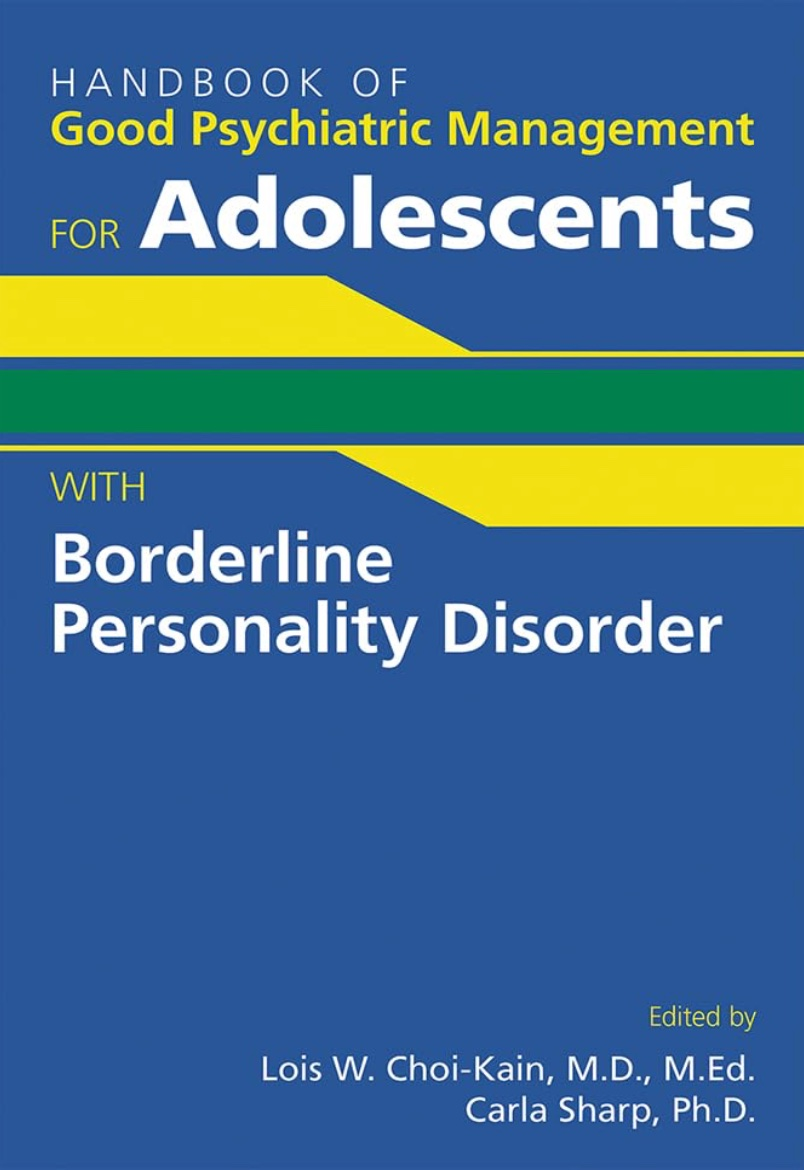 HANDBOOK OF
Good Psychiatric Management
FOR Adolescents
WITH
Borderline
Personality Disorder
Edited by
Lois W. Choi-Kain, M.D., M.Ed.
Carla Sharp, Ph.D.